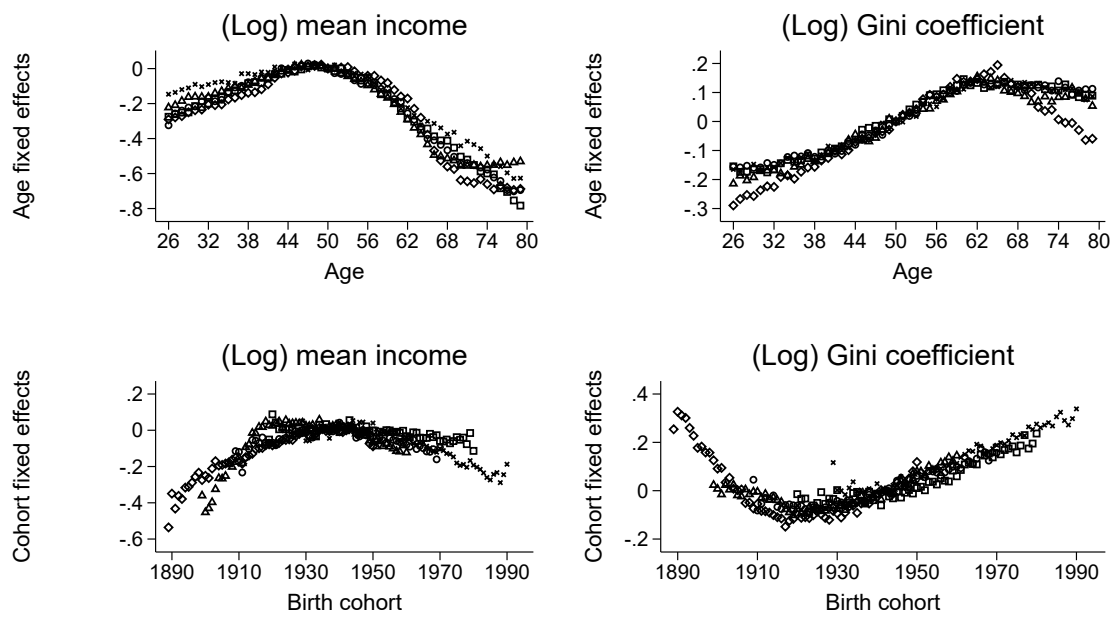 (Log) mean income
Age fixed effects
0
-.2
-.4
-.6
-.8
26 32 38 44 50 56 62 68 74 80
Age
(Log) Gini coefficient
Age fixed effects
.2
.1
0
-.1
-.2
-.3
26 32 38 44 50 56 62 68 74 80
Age
(Log) mean income
Cohort fixed effects
.2
0
-.2
-.4
-.6
1890 1910 1930 1950 1970 1990
Birth cohort
(Log) Gini coefficient
Cohort fixed effects
.4
.2
0
-.2
1890 1910 1930 1950 1970 1990
Birth cohort